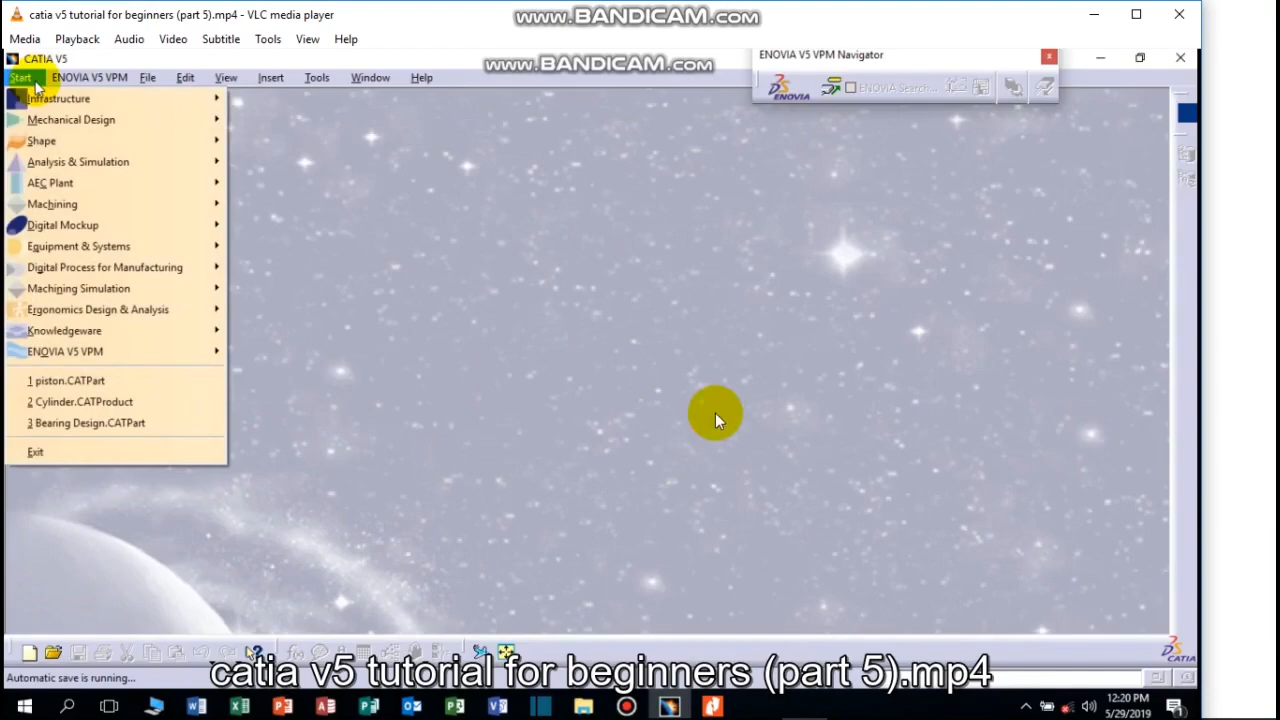 catia v5 tutorial for beginners (part 5).mp4 - VLC media player
www.BANDICAM.com
Media Playback Audio Video Subtitle Tools View Help
CATIA V5
www.BANDICAM.com
ENOVIA V5 VPM Navigator
Start ENOVIA V5 VPM File Edit View Insert Tools Window Help
ENOVIA
ENOVIA Search...
Infrastructure
Mechanical Design
Shape
Analysis & Simulation
AEC Plant
Machining
Digital Mockup
Equipment & Systems
Digital Process for Manufacturing
Machining Simulation
Ergonomics Design & Analysis
Knowledgeware
ENOVIA V5 VPM
1 piston.CATPart
2 Cylinder.CATProduct
3 Bearing Design.CATPart
Exit
CATIA
catia v5 tutorial for beginners (part 5).mp4
Automatic save is running...
12:20 PM
5/29/2019